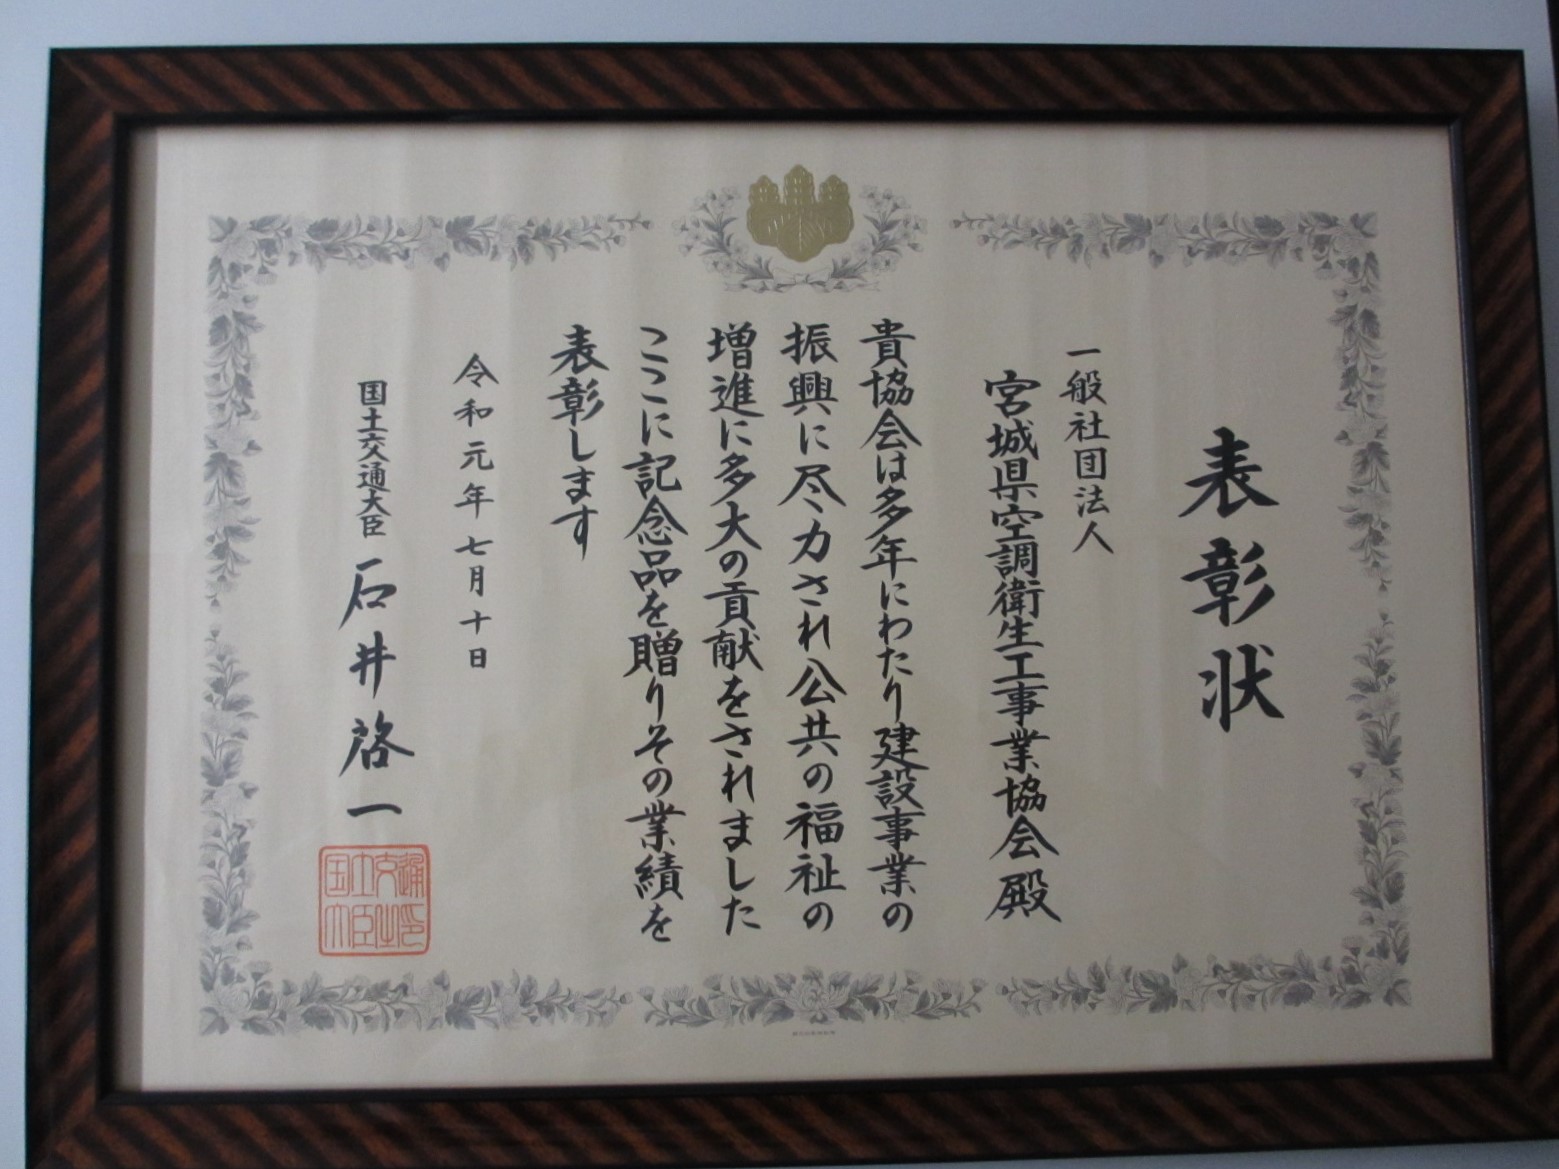 表彰状
一般社団法人
宮城県空調衛生工事業協会殿
貴協会は多年にわたり建設事業の
振興に尽力され公共の福祉の
増進に多大の貢献をされました
ここに記念品を贈りその業績を
表彰します
令和元年七月十日
国土交通大臣 石井啓一